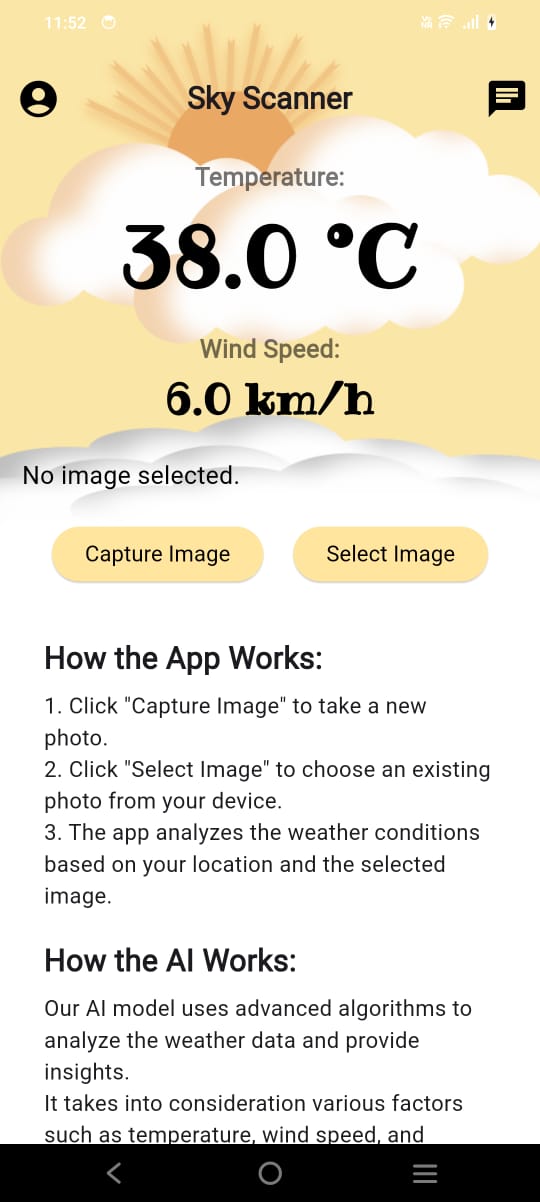 11:52
Sky Scanner
Temperature:
38.0 °C
Wind Speed:
6.0 km/h
No image selected.
Capture Image
Select Image
How the App Works:
1. Click "Capture Image" to take a new
photo.
2. Click "Select Image" to choose an existing
photo from your device.
3. The app analyzes the weather conditions
based on your location and the selected
image.
How the AI Works:
Our AI model uses advanced algorithms to
analyze the weather data and provide
insights.
It takes into consideration various factors
such as temperature, wind speed, and